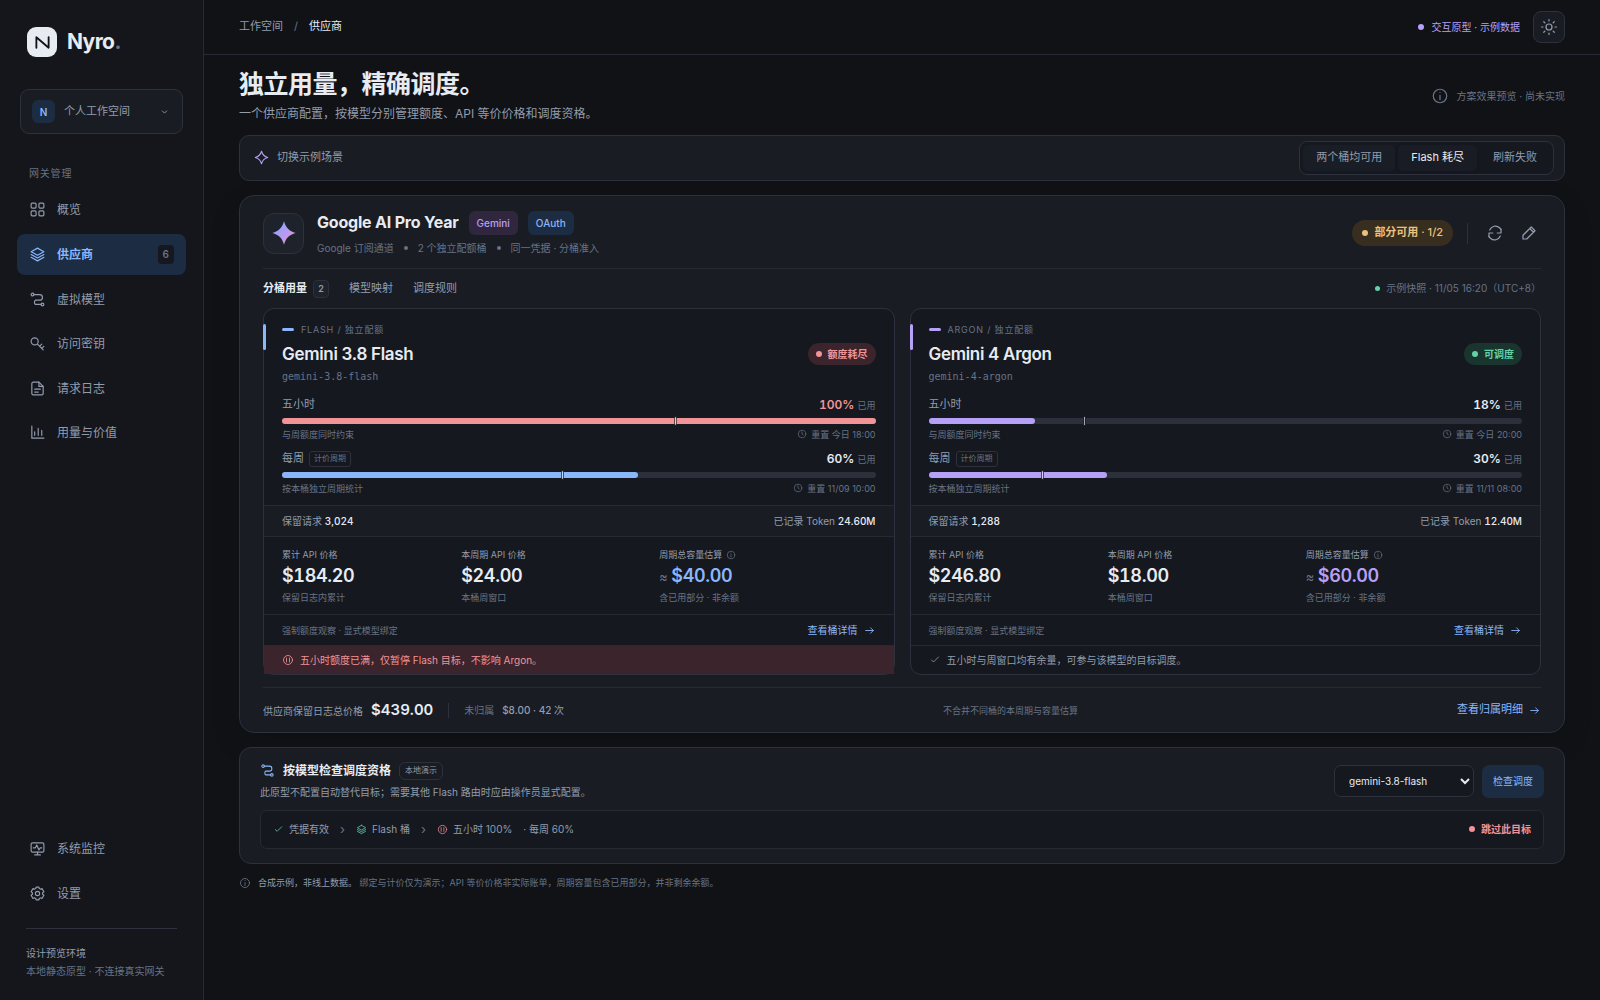 Nyro.
N 个人工作空间
网关管理
概览
供应商 6
虚拟模型
访问密钥
请求日志
用量与价值
系统监控
设置
设计预览环境
本地静态原型 · 不连接真实网关
工作空间 / 供应商
交互原型 · 示例数据
独立用量，精确调度。
一个供应商配置，按模型分别管理额度、API 等价价格和调度资格。
方案效果预览 · 尚未实现
切换示例场景
两个桶均可用 Flash 耗尽 刷新失败
Google AI Pro Year Gemini OAuth
Google 订阅通道 • 2 个独立配额桶 • 同一凭据 · 分桶准入
部分可用 · 1/2
分桶用量 2 模型映射 调度规则
示例快照 · 11/05 16:20（UTC+8）
FLASH / 独立配额
Gemini 3.8 Flash
额度耗尽
gemini-3.8-flash
五小时 100% 已用
与周额度同时约束 重置 今日 18:00
每周 计价周期 60% 已用
按本桶独立周期统计 重置 11/09 10:00
保留请求 3,024 已记录 Token 24.60M
累计 API 价格 本周期 API 价格 周期总容量估算
$184.20 $24.00 ≈ $40.00
保留日志内累计 本桶周窗口 含已用部分 · 非余额
强制额度观察 · 显式模型绑定 查看桶详情 →
五小时额度已满，仅暂停 Flash 目标，不影响 Argon。
ARGON / 独立配额
Gemini 4 Argon
可调度
gemini-4-argon
五小时 18% 已用
与周额度同时约束 重置 今日 20:00
每周 计价周期 30% 已用
按本桶独立周期统计 重置 11/11 08:00
保留请求 1,288 已记录 Token 12.40M
累计 API 价格 本周期 API 价格 周期总容量估算
$246.80 $18.00 ≈ $60.00
保留日志内累计 本桶周窗口 含已用部分 · 非余额
强制额度观察 · 显式模型绑定 查看桶详情 →
五小时与周窗口均有余量，可参与该模型的目标调度。
供应商保留日志总价格 $439.00 未归属 $8.00 · 42 次
不合并不同桶的本周期与容量估算
查看归属明细 →
按模型检查调度资格 本地演示
此原型不配置自动替代目标；需要其他 Flash 路由时应由操作员显式配置。
gemini-3.8-flash 检查调度
凭据有效 › Flash 桶 › 五小时 100% · 每周 60%
跳过此目标
合成示例，非线上数据。 绑定与计价仅为演示；API 等价价格非实际账单，周期容量包含已用部分，并非剩余余额。